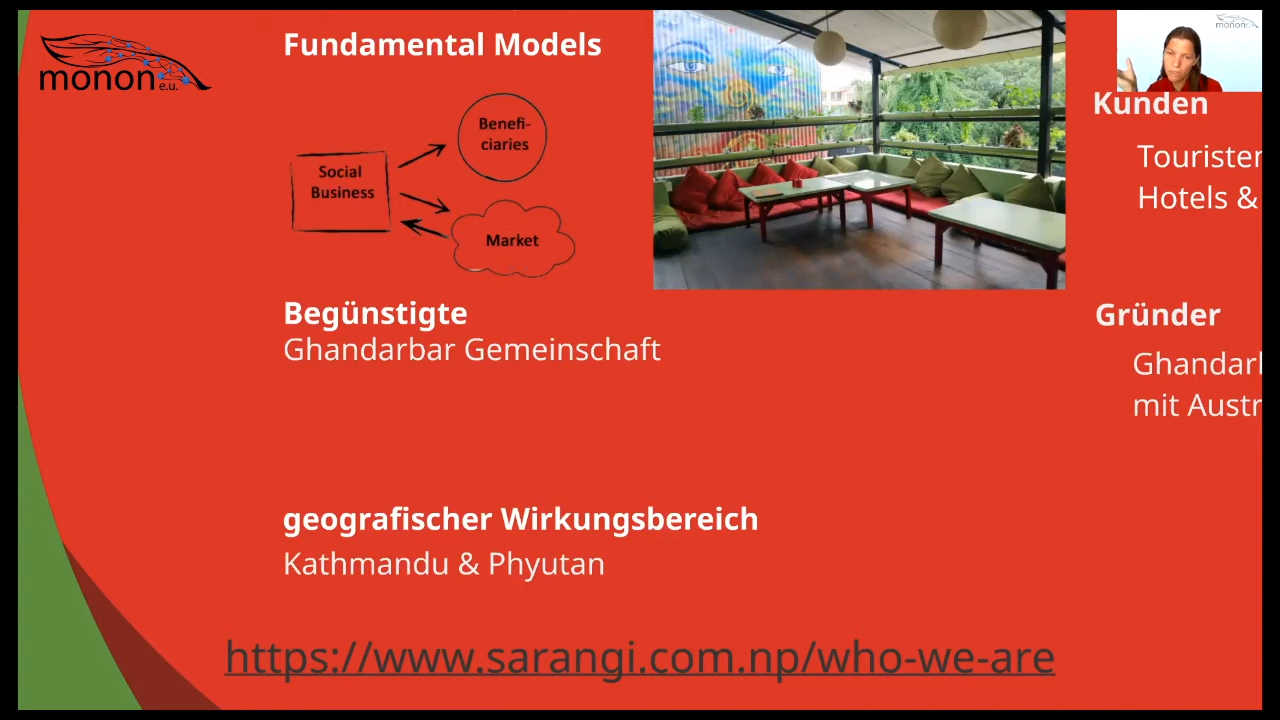 monon e.u.
Fundamental Models
Benefi-
ciaries
Social
Business
Market
monon
Kunden
Touristen
Hotels &
Begünstigte
Ghandarbar Gemeinschaft
Gründer
mit
geografischer Wirkungsbereich
Kathmandu & Phyutan
https://www.sarangi.com.np/who-we-are